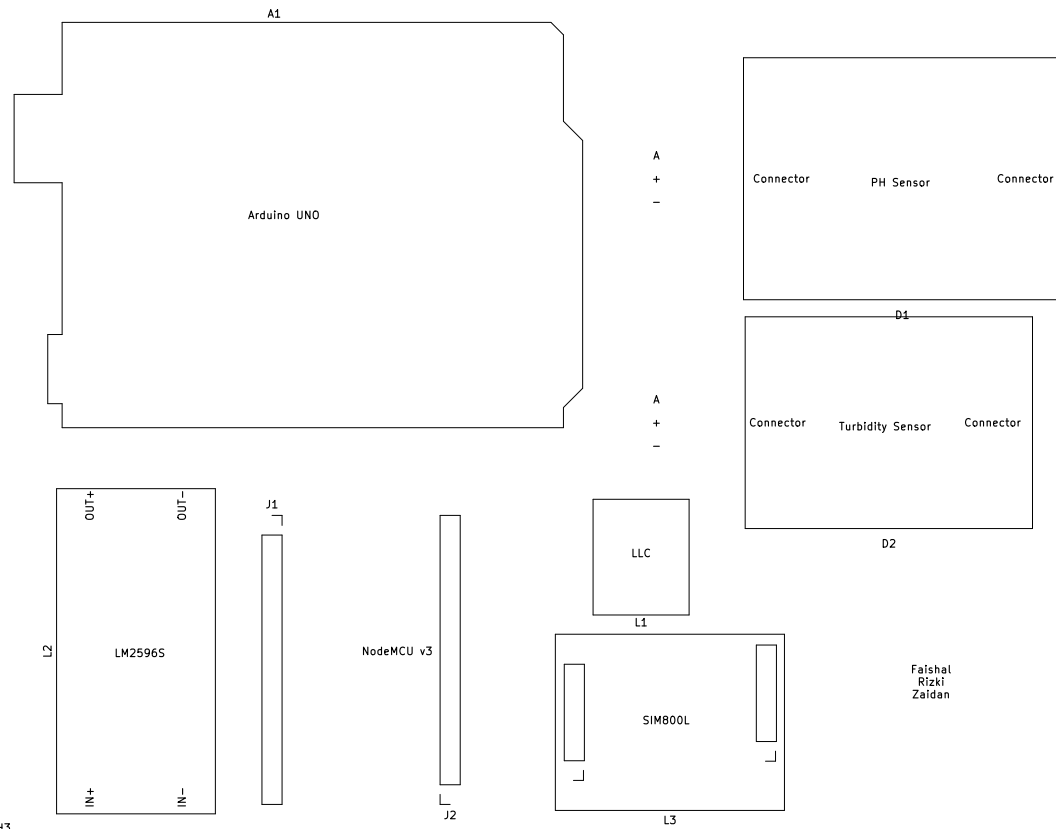 A1
Arduino UNO
A
+
−
Connector
PH Sensor
Connector
D1
A
+
−
Connector
Turbidity Sensor
Connector
D2
OUT+
OUT−
L2
LM2596S
IN+
IN−
J1
NodeMCU v3
J2
LLC
L1
SIM800L
L3
Faishal
Rizki
Zaidan